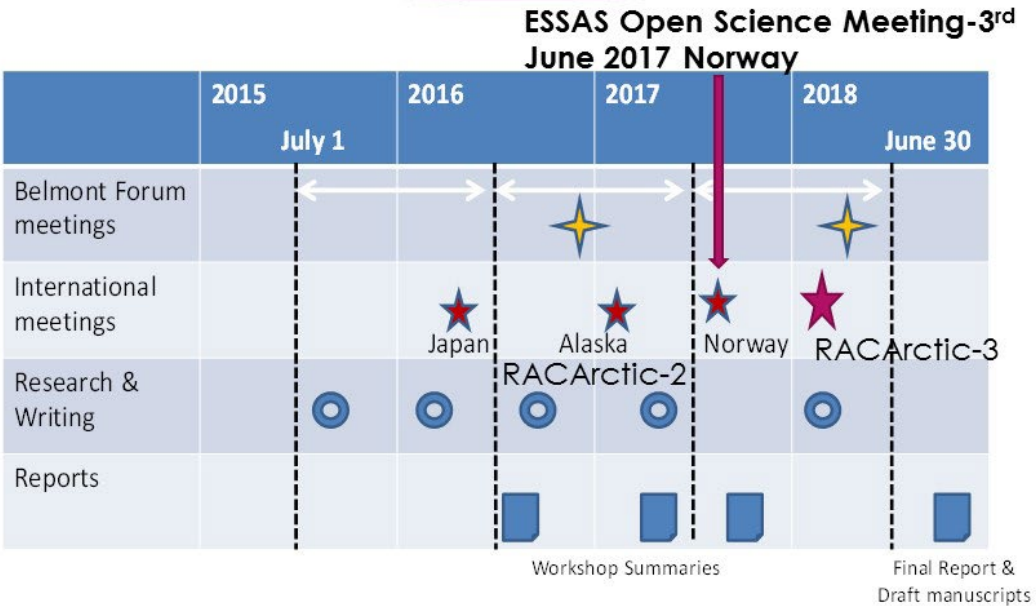 ESSAS Open Science Meeting-3rd
June 2017 Norway
2015
2016
2017
2018
July 1
June 30
Belmont Forum
meetings
International
meetings
Japan
Alaska
Norway
RACArctic-3
RACArctic-2
Research &
Writing
Reports
Workshop Summaries
Final Report &
Draft manuscripts